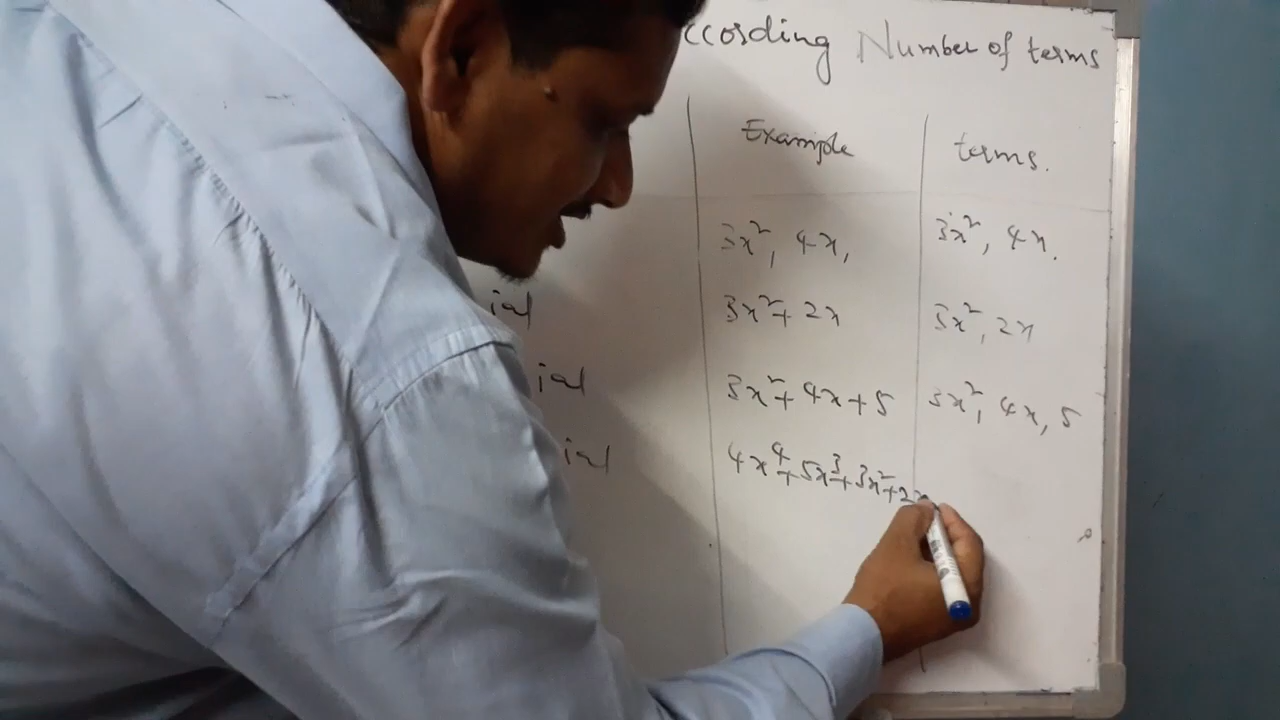 ccording Number of terms
Example terms.
3x², 4x, 3x², 4x.
ial 3x²+ 2x 3x², 2x
ial 3x²+ 4x+5 3x², 4x, 5
ial 4x⁴+5x³+3x²+2x